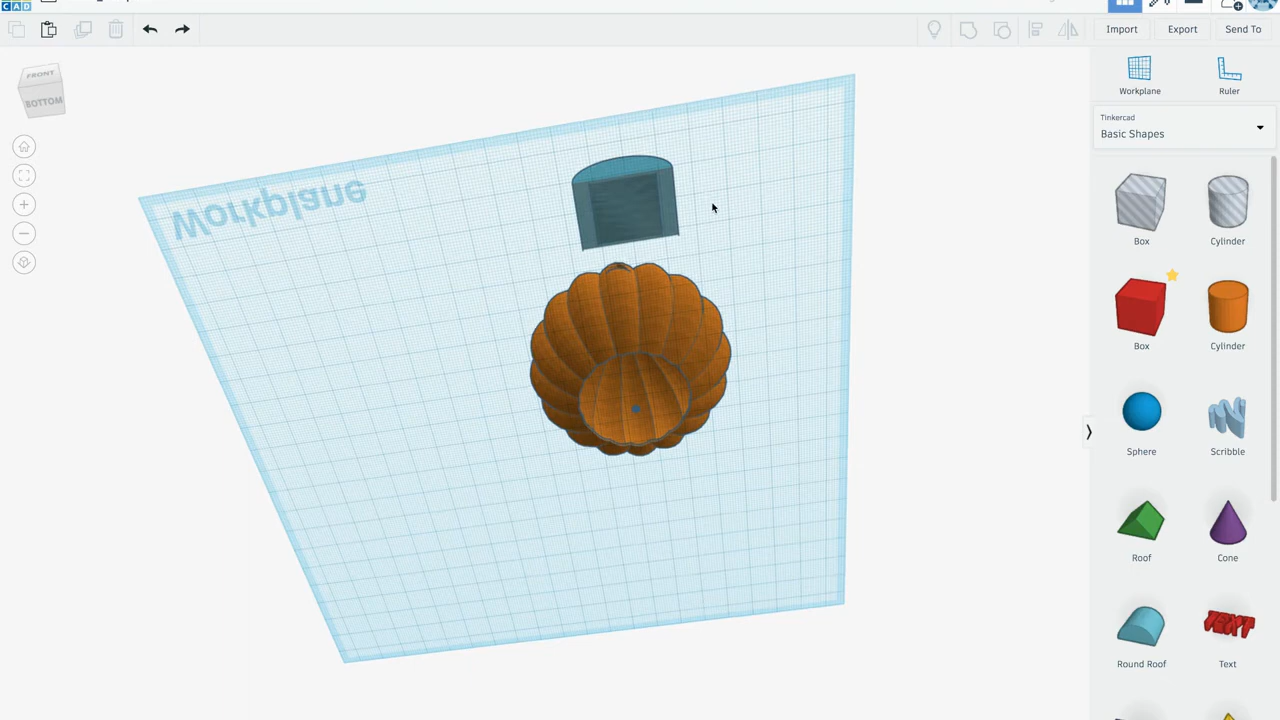 CAD
Import
Export
Send To
FRONT
BOTTOM
Workplane
Ruler
Tinkercad
Basic Shapes
Workplane
Box
Cylinder
Box
Cylinder
Sphere
Scribble
Roof
Cone
TEXT
Round Roof
Text